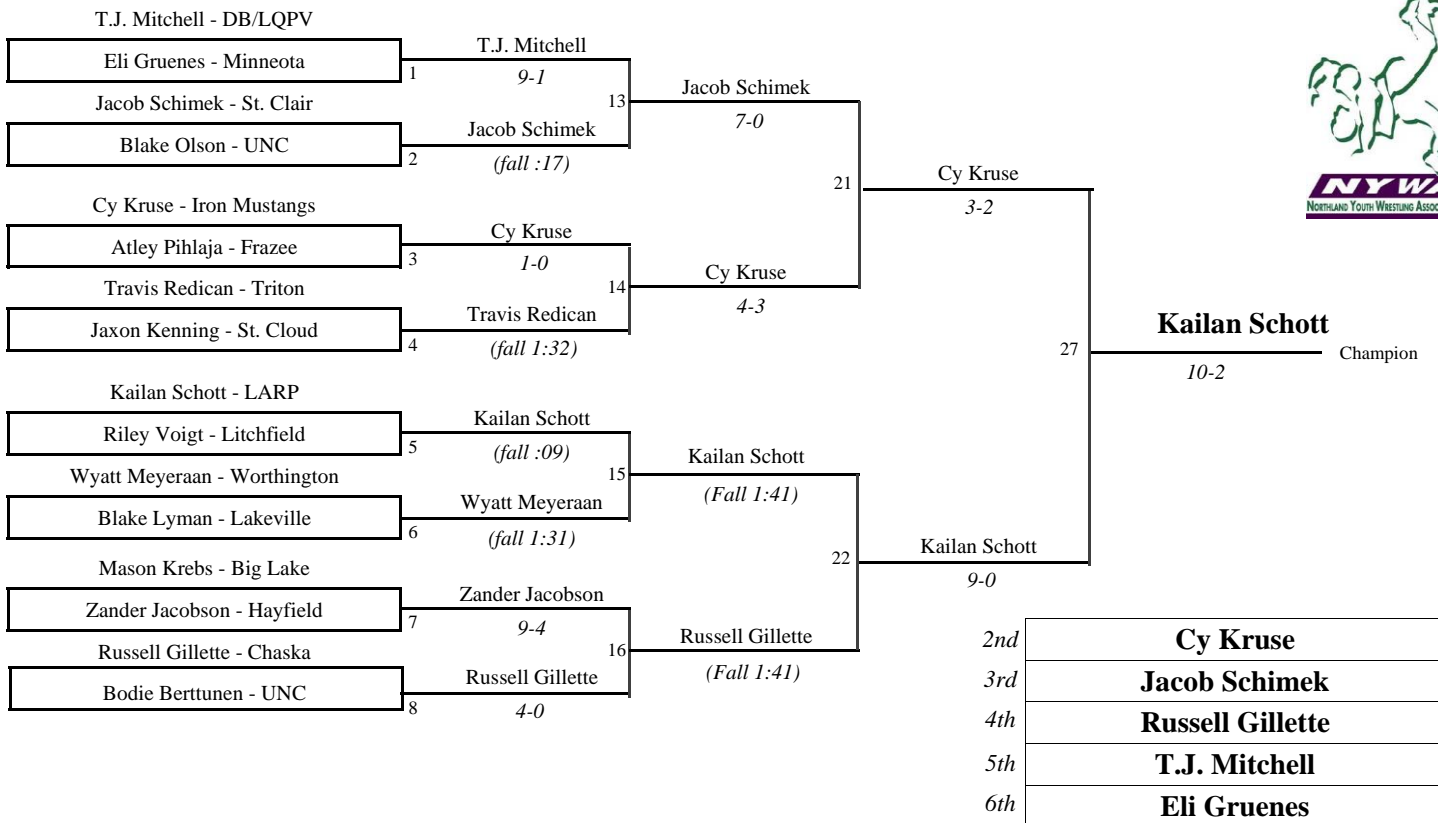 T.J. Mitchell - DB/LQPV
Eli Gruenes - Minneota
1
T.J. Mitchell
9-1
Jacob Schimek - St. Clair
Blake Olson - UNC
2
Jacob Schimek
(fall :17)
13
Jacob Schimek
7-0
Cy Kruse - Iron Mustangs
Atley Pihlaja - Frazee
3
Cy Kruse
1-0
Travis Redican - Triton
Jaxon Kenning - St. Cloud
4
Travis Redican
(fall 1:32)
14
Cy Kruse
4-3
21
Cy Kruse
3-2
Kailan Schott - LARP
Riley Voigt - Litchfield
5
Kailan Schott
(fall :09)
Wyatt Meyeraan - Worthington
Blake Lyman - Lakeville
6
Wyatt Meyeraan
(fall 1:31)
15
Kailan Schott
(Fall 1:41)
Mason Krebs - Big Lake
Zander Jacobson - Hayfield
7
Zander Jacobson
9-4
Russell Gillette - Chaska
Bodie Berttunen - UNC
8
Russell Gillette
4-0
16
Russell Gillette
(Fall 1:41)
22
Kailan Schott
9-0
27
Kailan Schott
Champion
10-2
NYWA
NORTHLAND YOUTH WRESTLING
2nd Cy Kruse
3rd Jacob Schimek
4th Russell Gillette
5th T.J. Mitchell
6th Eli Gruenes